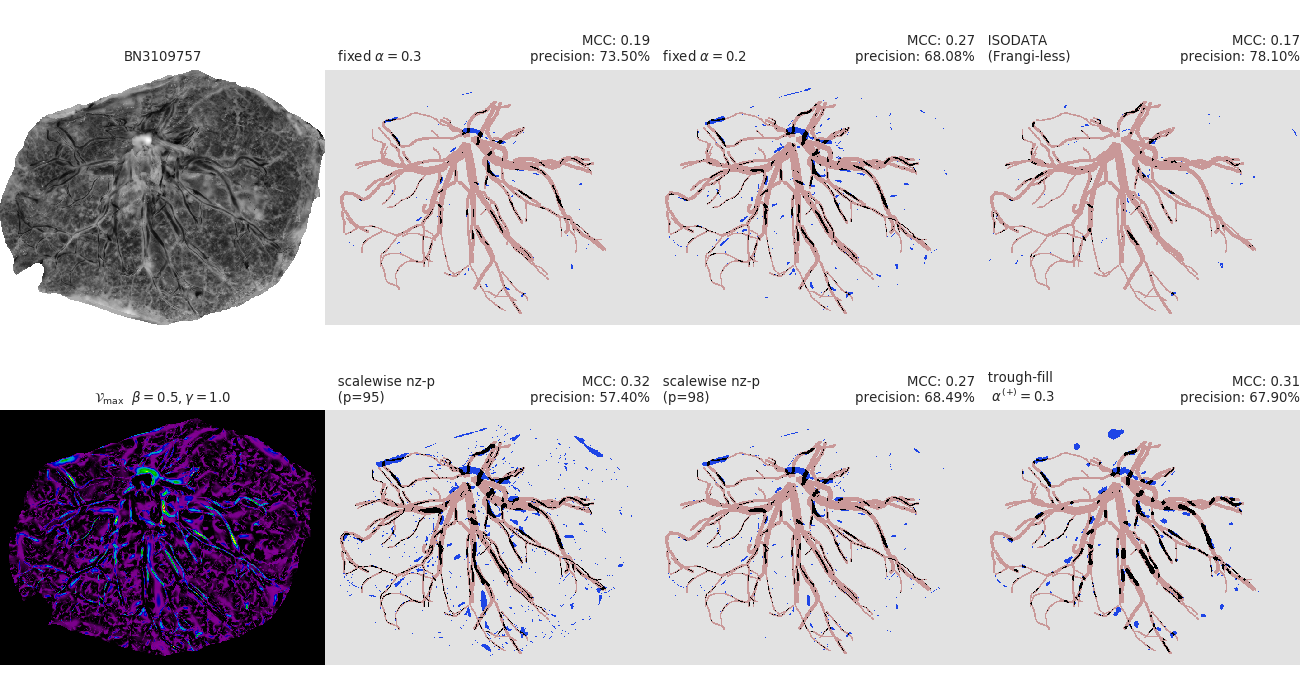 BN3109757
fixed α = 0.3
MCC: 0.19
precision: 73.50%
fixed α = 0.2
MCC: 0.27
precision: 68.08%
ISODATA
(Frangi-less)
MCC: 0.17
precision: 78.10%
𝒱max β = 0.5, γ = 1.0
scalewise nz-p
(p=95)
MCC: 0.32
precision: 57.40%
scalewise nz-p
(p=98)
MCC: 0.27
precision: 68.49%
trough-fill
α(+) = 0.3
MCC: 0.31
precision: 67.90%